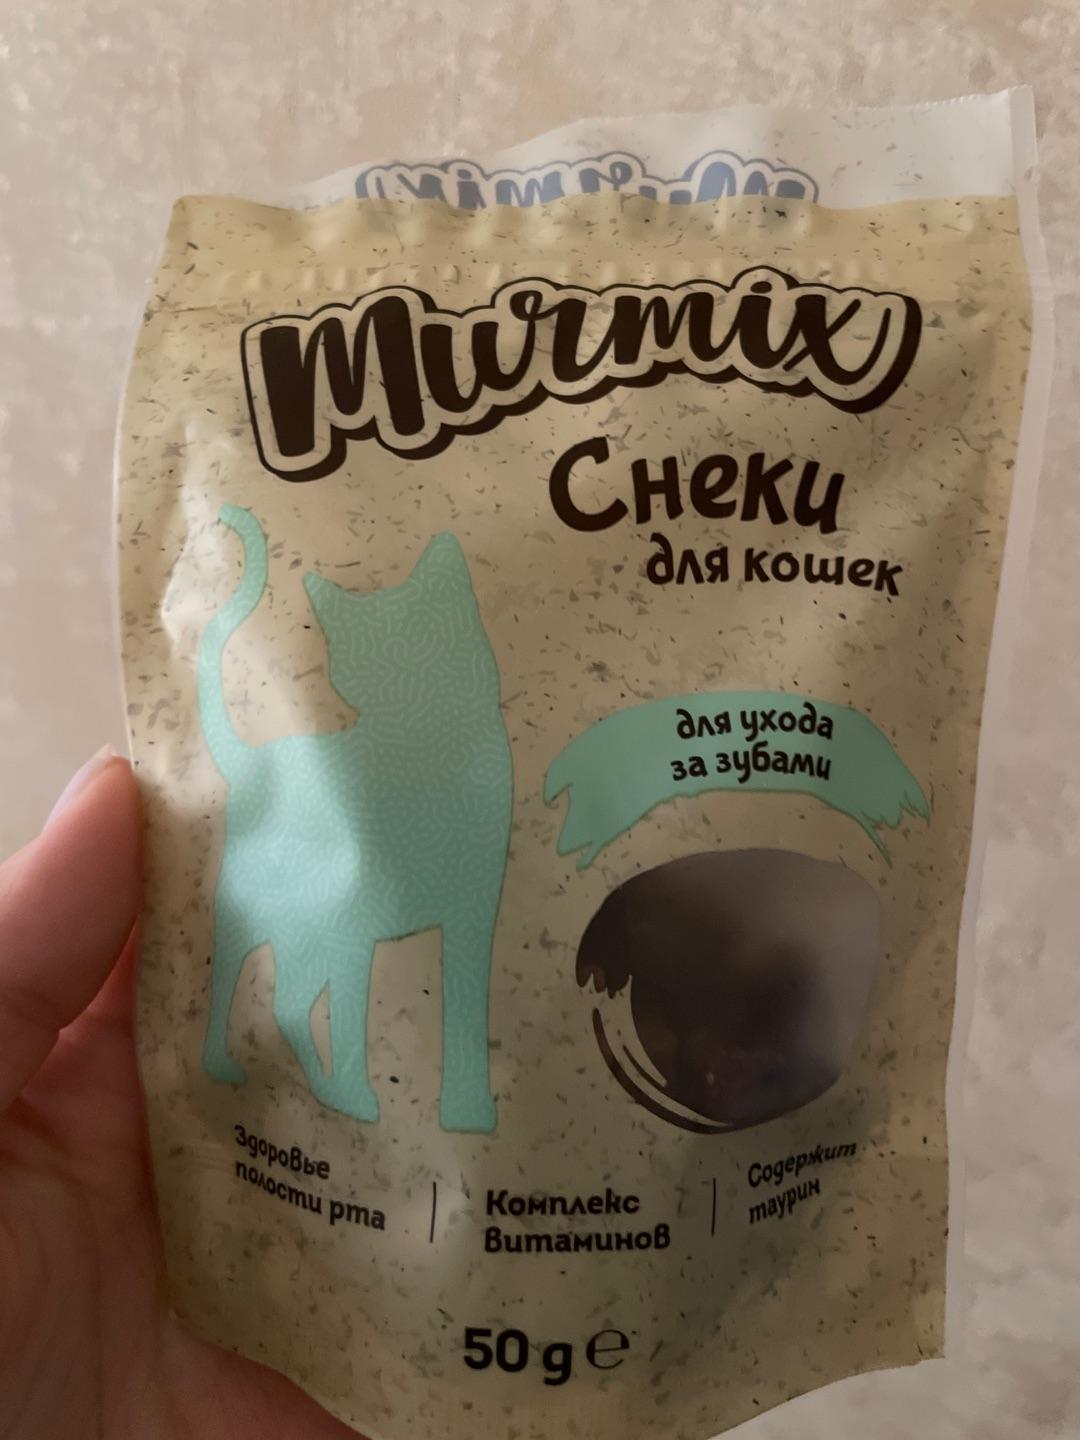 Murmix
Снеки
для кошек
для ухода
за зубами
Здоровье
полости рта
Комплекс
витаминов
Содержит
таурин
50 g ℮